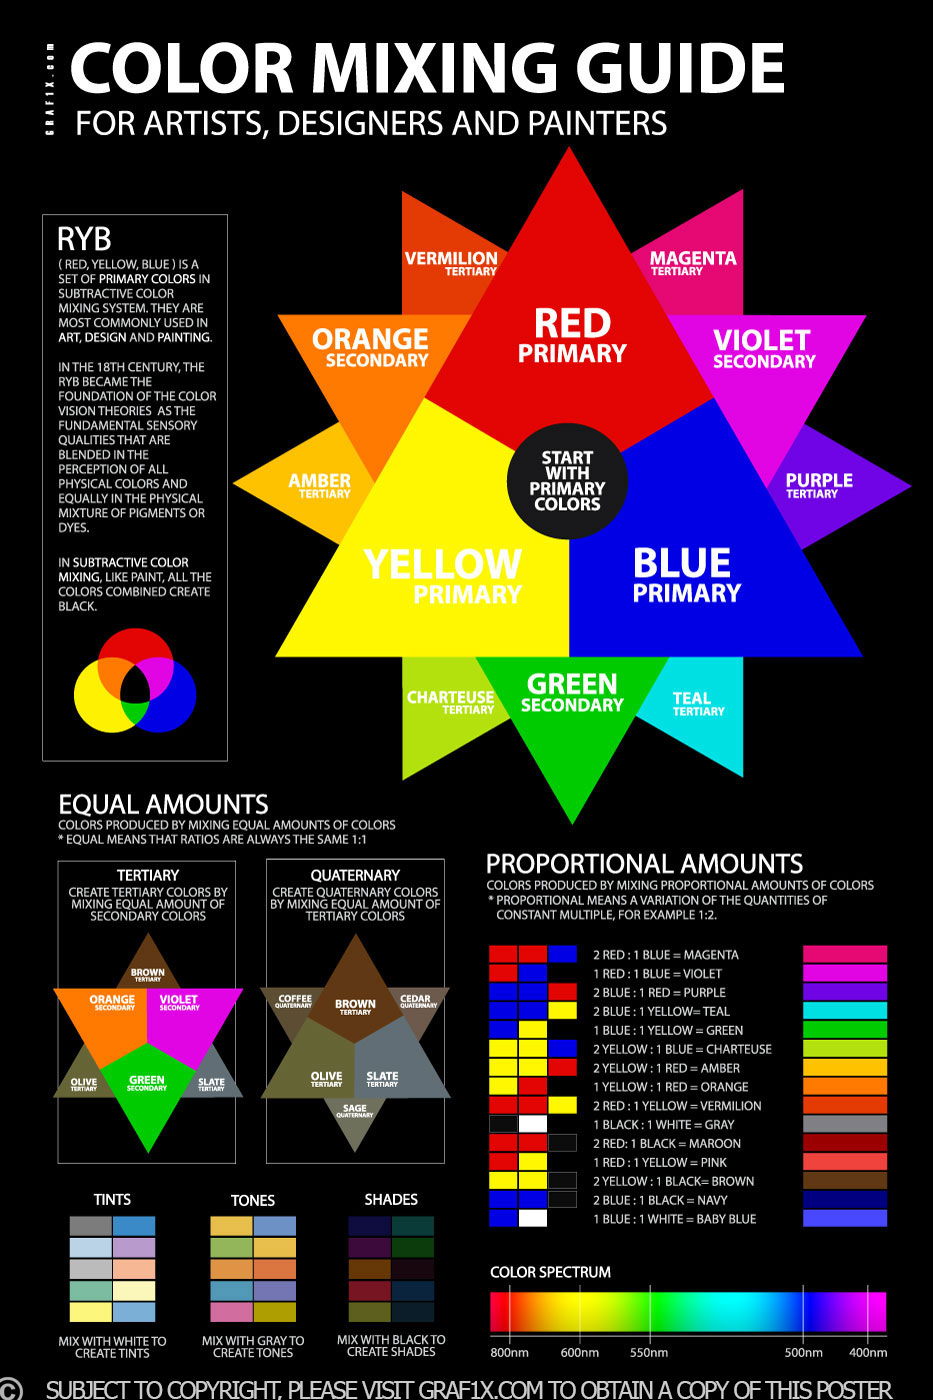 GRAF1X.com
COLOR MIXING GUIDE
FOR ARTISTS, DESIGNERS AND PAINTERS
RYB
( RED, YELLOW, BLUE ) IS A
SET OF PRIMARY COLORS IN
SUBTRACTIVE COLOR
MIXING SYSTEM. THEY ARE
MOST COMMONLY USED IN
ART, DESIGN AND PAINTING.
IN THE 18TH CENTURY, THE
RYB BECAME THE
FOUNDATION OF THE COLOR
VISION THEORIES AS THE
FUNDAMENTAL SENSORY
QUALITIES THAT ARE
BLENDED IN THE
PERCEPTION OF ALL
PHYSICAL COLORS AND
EQUALLY IN THE PHYSICAL
MIXTURE OF PIGMENTS OR
DYES.
IN SUBTRACTIVE COLOR
MIXING, LIKE PAINT, ALL THE
COLORS COMBINED CREATE
BLACK.
VERMILION
TERTIARY
MAGENTA
TERTIARY
RED
PRIMARY
ORANGE
SECONDARY
VIOLET
SECONDARY
START
WITH
PRIMARY
COLORS
AMBER
TERTIARY
PURPLE
TERTIARY
YELLOW
PRIMARY
BLUE
PRIMARY
CHARTEUSE
TERTIARY
GREEN
SECONDARY
TEAL
TERTIARY
EQUAL AMOUNTS
COLORS PRODUCED BY MIXING EQUAL AMOUNTS OF COLORS
* EQUAL MEANS THAT RATIOS ARE ALWAYS THE SAME 1:1
TERTIARY
CREATE TERTIARY COLORS BY
MIXING EQUAL AMOUNT OF
SECONDARY COLORS
BROWN
TERTIARY
ORANGE
SECONDARY
VIOLET
SECONDARY
OLIVE
TERTIARY
GREEN
SECONDARY
SLATE
TERTIARY
QUATERNARY
CREATE QUATERNARY COLORS
BY MIXING EQUAL AMOUNT OF
TERTIARY COLORS
COFFEE
QUATERNARY
BROWN
TERTIARY
CEDAR
QUATERNARY
OLIVE
TERTIARY
SLATE
TERTIARY
SAGE
QUATERNARY
PROPORTIONAL AMOUNTS
COLORS PRODUCED BY MIXING PROPORTIONAL AMOUNTS OF COLORS
* PROPORTIONAL MEANS A VARIATION OF THE QUANTITIES OF
CONSTANT MULTIPLE, FOR EXAMPLE 1:2.
2 RED : 1 BLUE = MAGENTA
1 RED : 1 BLUE = VIOLET
2 BLUE : 1 RED = PURPLE
2 BLUE : 1 YELLOW= TEAL
1 BLUE : 1 YELLOW= GREEN
2 YELLOW : 1 BLUE = CHARTEUSE
2 YELLOW : 1 RED = AMBER
1 YELLOW : 1 RED = ORANGE
2 RED : 1 YELLOW = VERMILION
1 BLACK : 1 WHITE = GRAY
2 RED: 1 BLACK = MAROON
1 RED : 1 YELLOW = PINK
2 YELLOW : 1 BLACK= BROWN
2 BLUE : 1 BLACK = NAVY
1 BLUE : 1 WHITE = BABY BLUE
TINTS
MIX WITH WHITE TO
CREATE TINTS
TONES
MIX WITH GRAY TO
CREATE TONES
SHADES
MIX WITH BLACK TO
CREATE SHADES
COLOR SPECTRUM
800nm 600nm 550nm 500nm 400nm
© SUBJECT TO COPYRIGHT, PLEASE VISIT GRAF1X.COM TO OBTAIN A COPY OF THIS POSTER